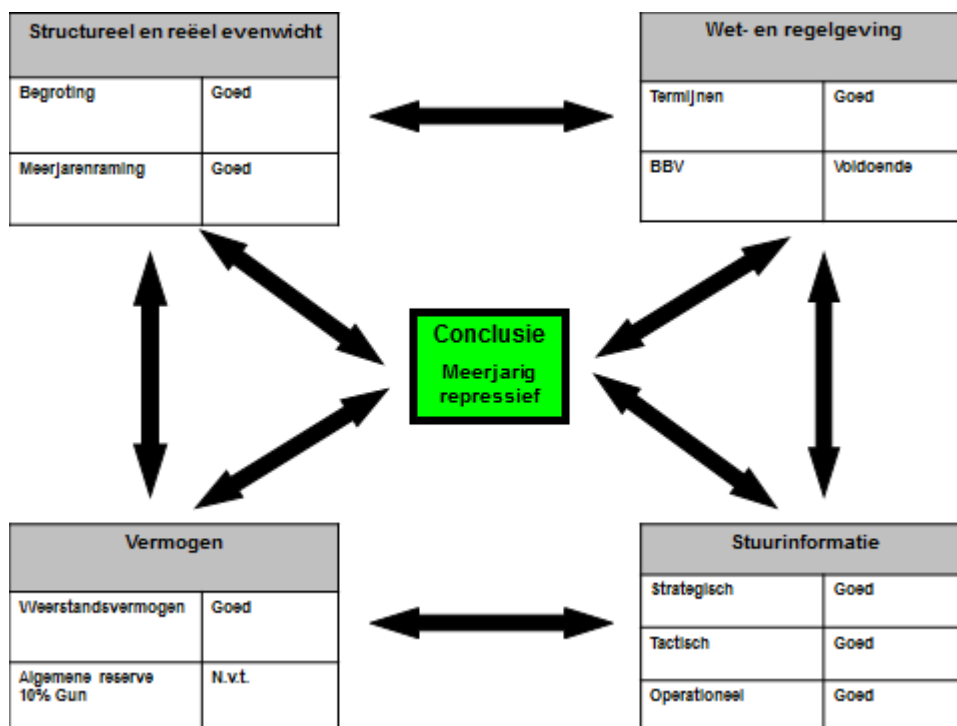 Structureel en reëel evenwicht
Begroting Goed
Meerjarenraming Goed
Wet- en regelgeving
Termijnen Goed
BBV Voldoende
Conclusie
Meerjarig
repressief
Vermogen
Weerstandsvermogen Goed
Algemene reserve N.v.t.
10% Gun
Stuurinformatie
Strategisch Goed
Tactisch Goed
Operationeel Goed